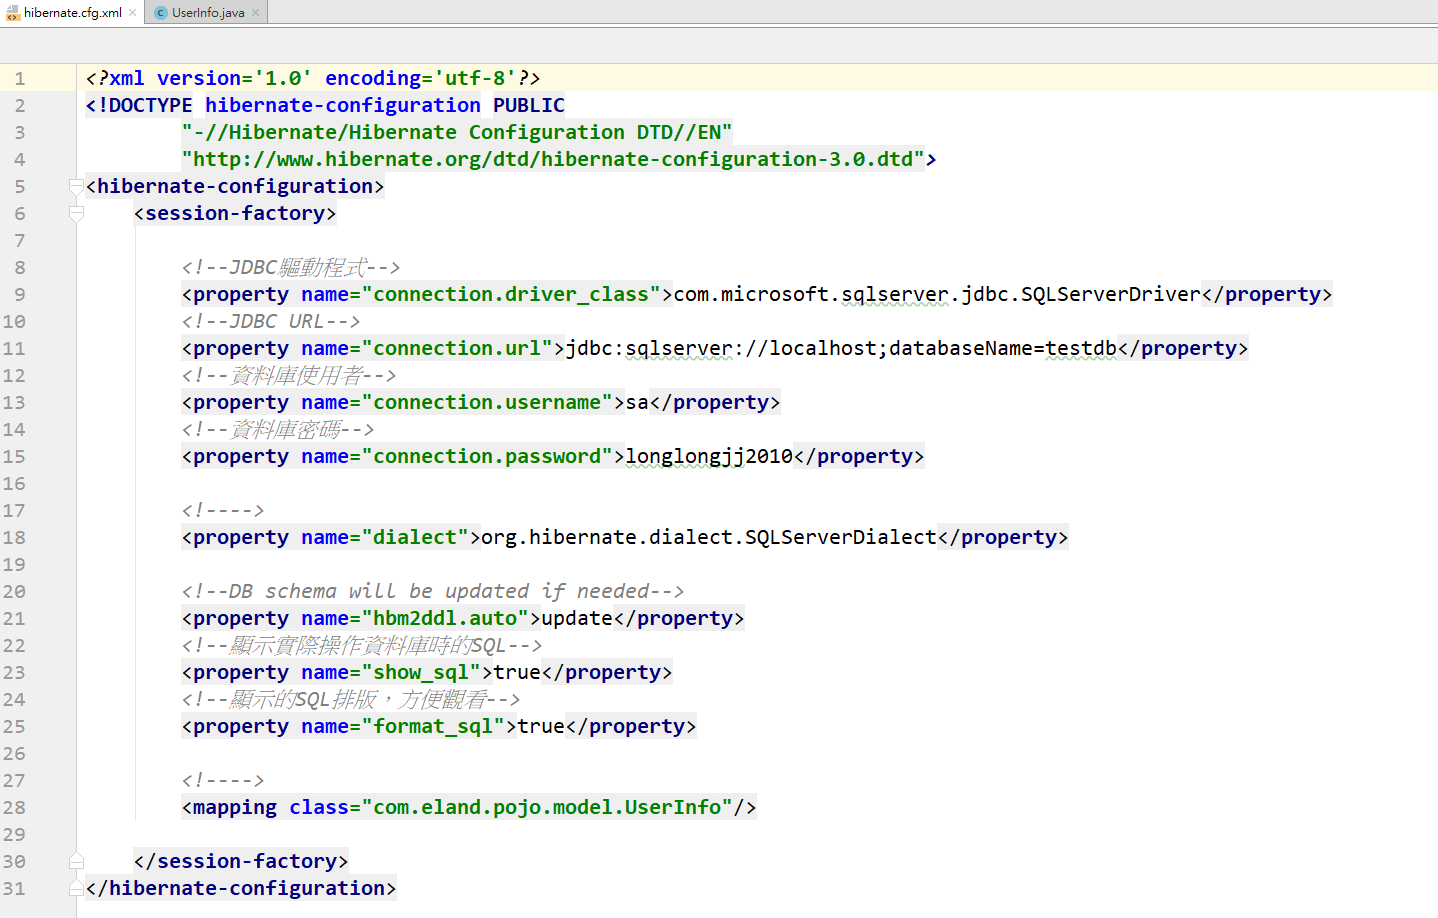 hibernate.cfg.xml UserInfo.java
1 <?xml version='1.0' encoding='utf-8'?>
2 <!DOCTYPE hibernate-configuration PUBLIC
3 "-//Hibernate/Hibernate Configuration DTD//EN"
4 "http://www.hibernate.org/dtd/hibernate-configuration-3.0.dtd">
5 <hibernate-configuration>
6 <session-factory>
7
8 <!--JDBC驅動程式-->
9 <property name="connection.driver_class">com.microsoft.sqlserver.jdbc.SQLServerDriver</property>
10 <!--JDBC URL-->
11 <property name="connection.url">jdbc:sqlserver://localhost;databaseName=testdb</property>
12 <!--資料庫使用者-->
13 <property name="connection.username">sa</property>
14 <!--資料庫密碼-->
15 <property name="connection.password">longlongjj2010</property>
16
17 <!---->
18 <property name="dialect">org.hibernate.dialect.SQLServerDialect</property>
19
20 <!--DB schema will be updated if needed-->
21 <property name="hbm2ddl.auto">update</property>
22 <!--顯示實際操作資料庫時的SQL-->
23 <property name="show_sql">true</property>
24 <!--顯示的SQL排版，方便觀看-->
25 <property name="format_sql">true</property>
26
27 <!---->
28 <mapping class="com.eland.pojo.model.UserInfo"/>
29
30 </session-factory>
31 </hibernate-configuration>